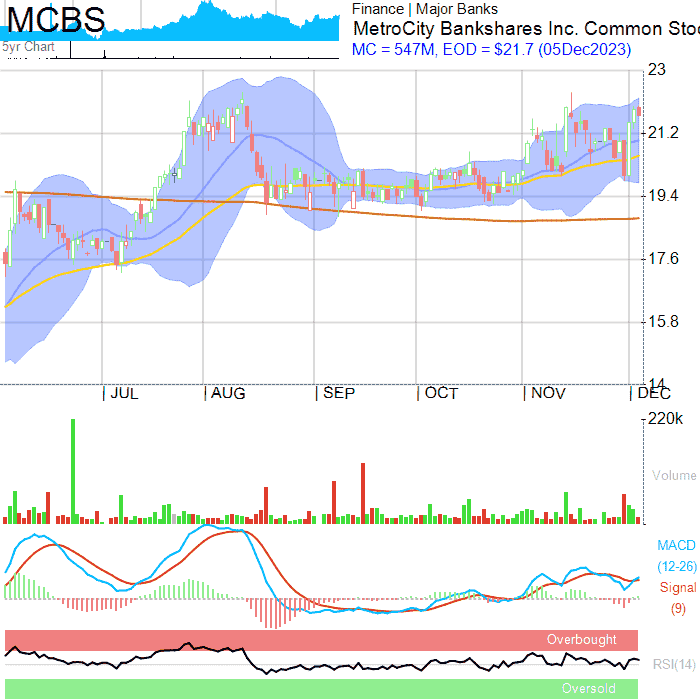 MCBS
5yr Chart
Finance | Major Banks
MetroCity Bankshares Inc. Common Sto
MC = 547M, EOD = $21.7 (05Dec2023)
23
21.2
19.4
17.6
15.8
14
JUL AUG SEP OCT NOV DEC
220k
Volume
MACD
(12-26)
Signal
(9)
Overbought
RSI(14)
Oversold